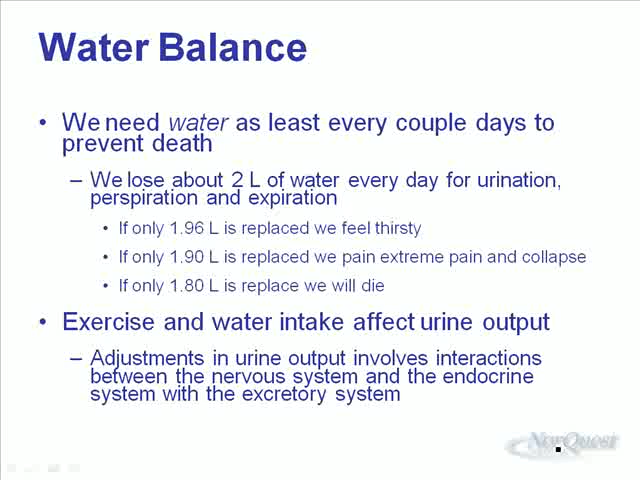 Water Balance
• We need water as least every couple days to
prevent death
– We lose about 2 L of water every day for urination,
perspiration and expiration
• If only 1.96 L is replaced we feel thirsty
• If only 1.90 L is replaced we pain extreme pain and collapse
• If only 1.80 L is replace we will die
• Exercise and water intake affect urine output
– Adjustments in urine output involves interactions
between the nervous system and the endocrine
system with the excretory system